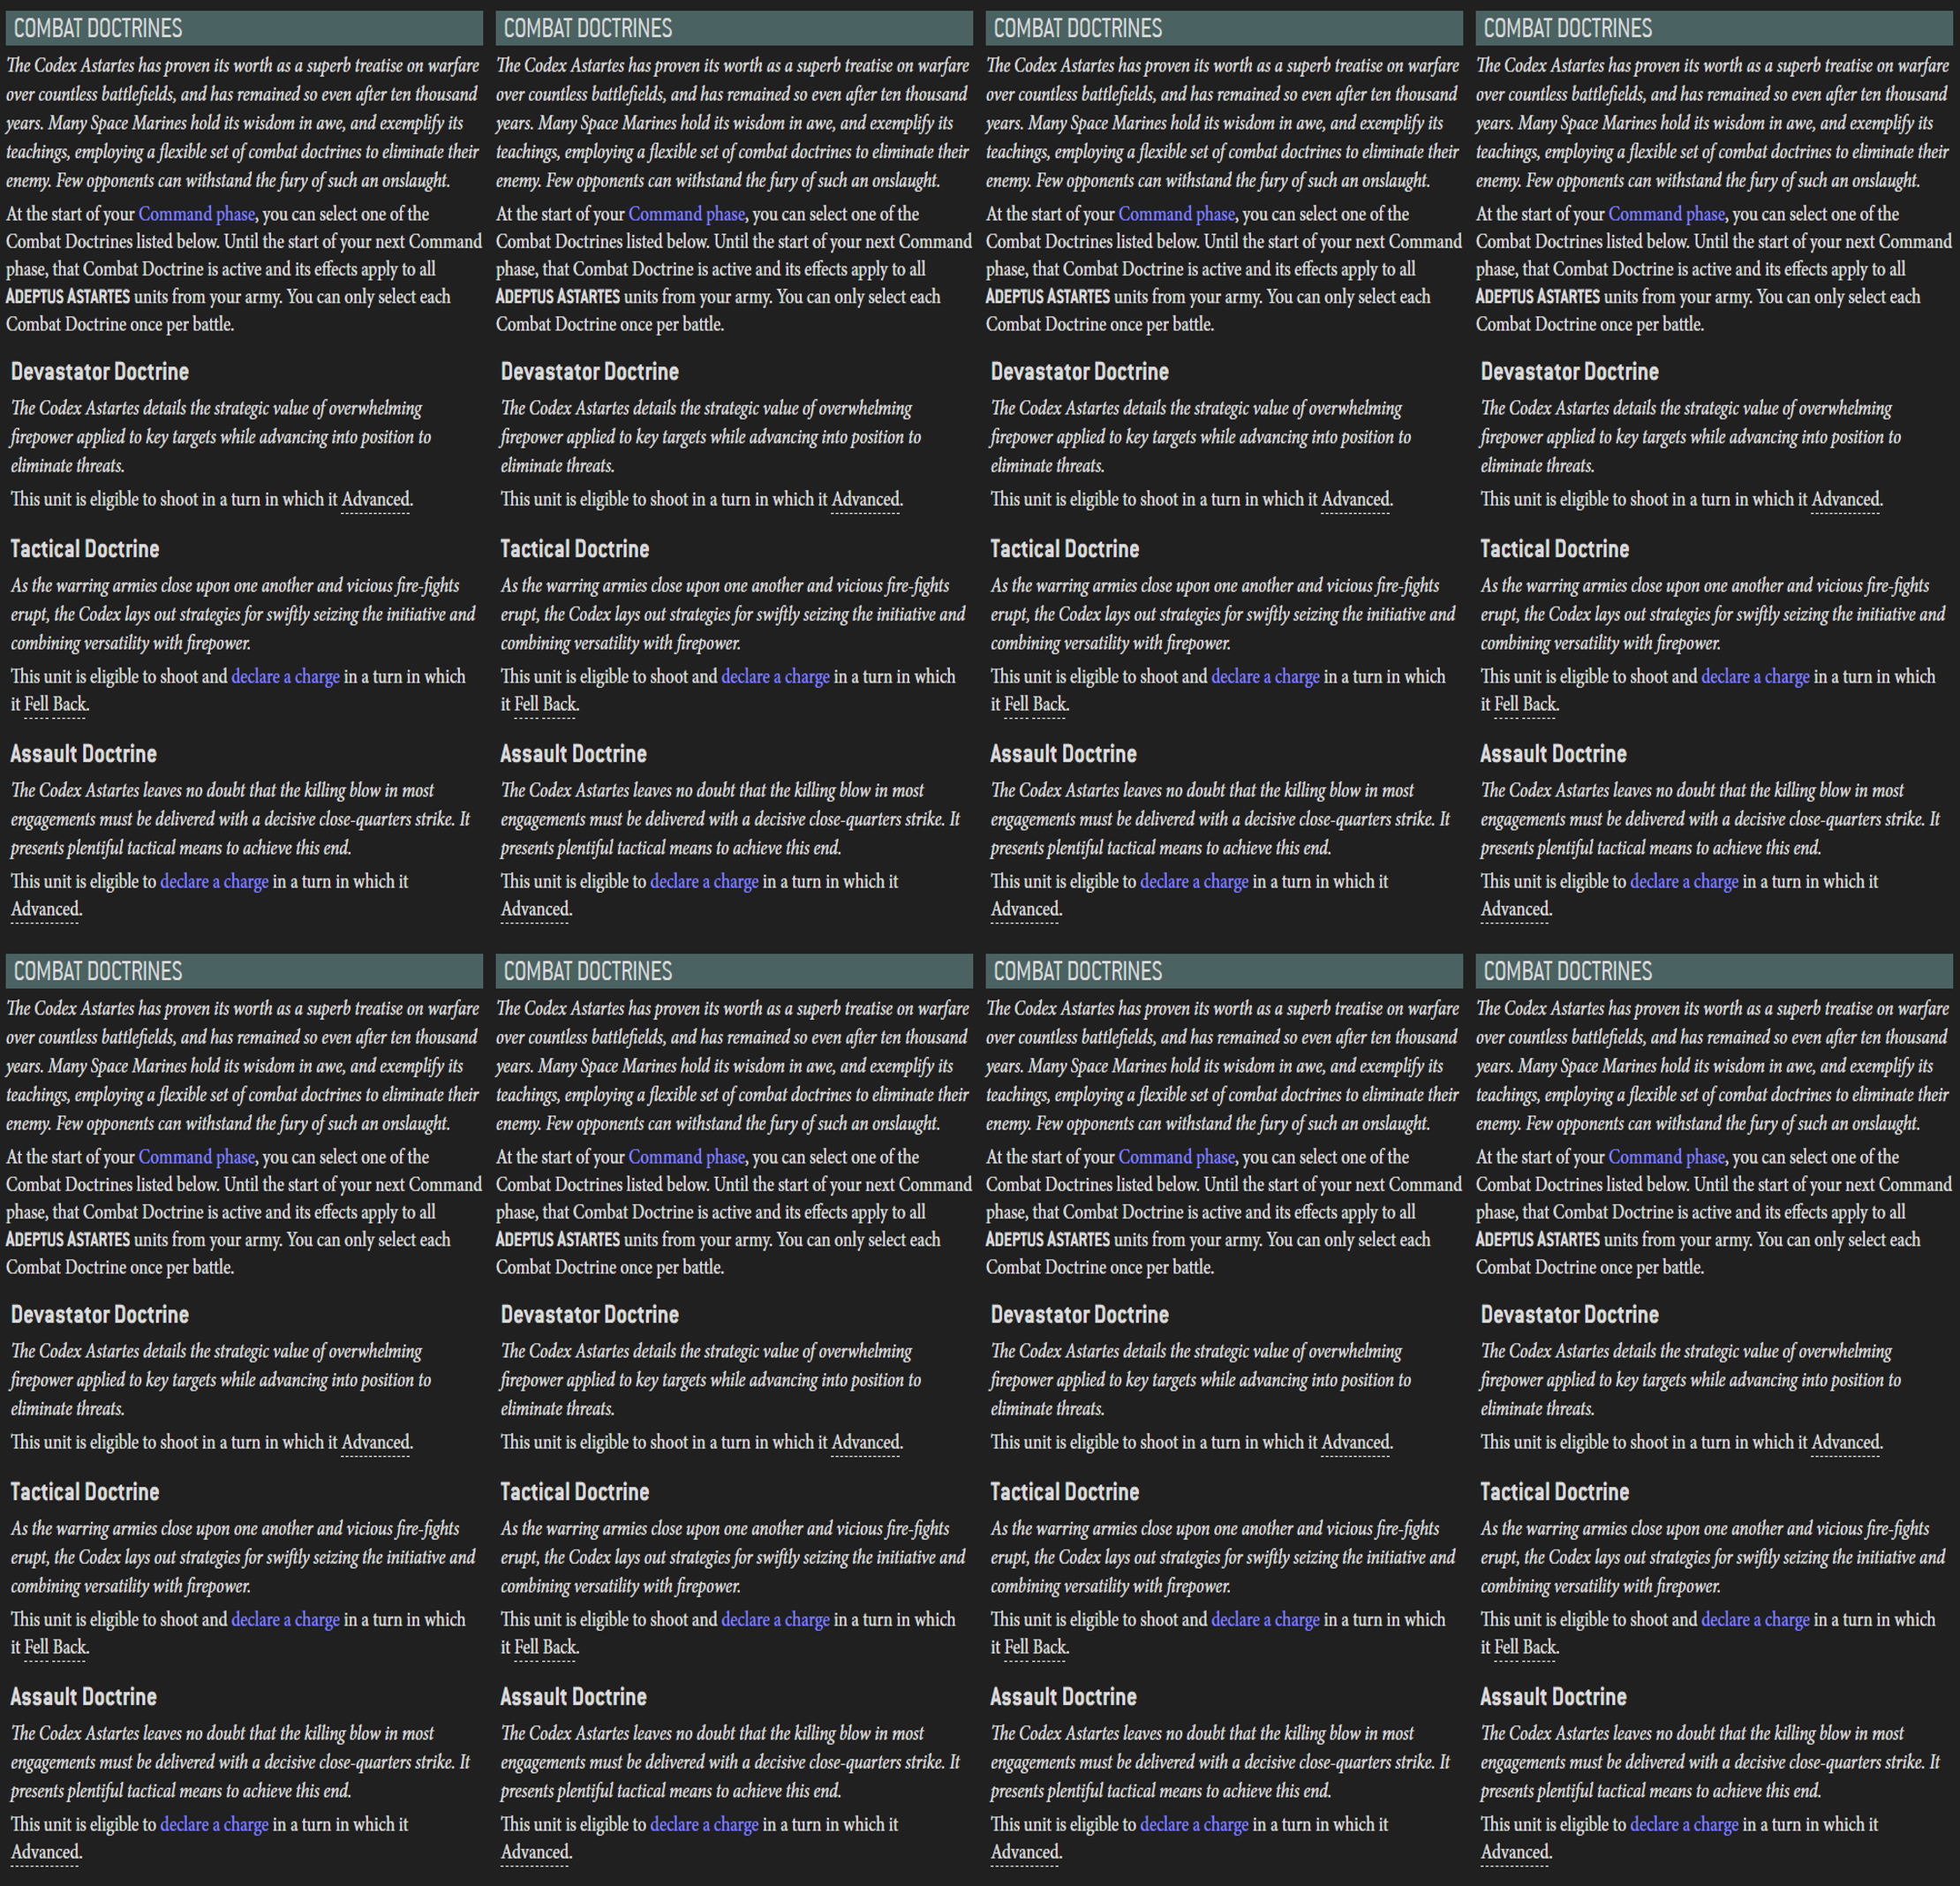 COMBAT DOCTRINES
The Codex Astartes has proven its worth as a superb treatise on warfare
over countless battlefields, and has remained so even after ten thousand
years. Many Space Marines hold its wisdom in awe, and exemplify its
teachings, employing a flexible set of combat doctrines to eliminate their
enemy. Few opponents can withstand the fury of such an onslaught.
At the start of your Command phase, you can select one of the
Combat Doctrines listed below. Until the start of your next Command
phase, that Combat Doctrine is active and its effects apply to all
ADEPTUS ASTARTES units from your army. You can only select each
Combat Doctrine once per battle.
Devastator Doctrine
The Codex Astartes details the strategic value of overwhelming
firepower applied to key targets while advancing into position to
eliminate threats.
This unit is eligible to shoot in a turn in which it Advanced.
Tactical Doctrine
As the warring armies close upon one another and vicious fire-fights
erupt, the Codex lays out strategies for swiftly seizing the initiative and
combining versatility with firepower.
This unit is eligible to shoot and declare a charge in a turn in which
it Fell Back.
Assault Doctrine
The Codex Astartes leaves no doubt that the killing blow in most
engagements must be delivered with a decisive close-quarters strike. It
presents plentiful tactical means to achieve this end.
This unit is eligible to declare a charge in a turn in which it
Advanced.
COMBAT DOCTRINES
The Codex Astartes has proven its worth as a superb treatise on warfare
over countless battlefields, and has remained so even after ten thousand
years. Many Space Marines hold its wisdom in awe, and exemplify its
teachings, employing a flexible set of combat doctrines to eliminate their
enemy. Few opponents can withstand the fury of such an onslaught.
At the start of your Command phase, you can select one of the
Combat Doctrines listed below. Until the start of your next Command
phase, that Combat Doctrine is active and its effects apply to all
ADEPTUS ASTARTES units from your army. You can only select each
Combat Doctrine once per battle.
Devastator Doctrine
The Codex Astartes details the strategic value of overwhelming
firepower applied to key targets while advancing into position to
eliminate threats.
This unit is eligible to shoot in a turn in which it Advanced.
Tactical Doctrine
As the warring armies close upon one another and vicious fire-fights
erupt, the Codex lays out strategies for swiftly seizing the initiative and
combining versatility with firepower.
This unit is eligible to shoot and declare a charge in a turn in which
it Fell Back.
Assault Doctrine
The Codex Astartes leaves no doubt that the killing blow in most
engagements must be delivered with a decisive close-quarters strike. It
presents plentiful tactical means to achieve this end.
This unit is eligible to declare a charge in a turn in which it
Advanced.
COMBAT DOCTRINES
The Codex Astartes has proven its worth as a superb treatise on warfare
over countless battlefields, and has remained so even after ten thousand
years. Many Space Marines hold its wisdom in awe, and exemplify its
teachings, employing a flexible set of combat doctrines to eliminate their
enemy. Few opponents can withstand the fury of such an onslaught.
At the start of your Command phase, you can select one of the
Combat Doctrines listed below. Until the start of your next Command
phase, that Combat Doctrine is active and its effects apply to all
ADEPTUS ASTARTES units from your army. You can only select each
Combat Doctrine once per battle.
Devastator Doctrine
The Codex Astartes details the strategic value of overwhelming
firepower applied to key targets while advancing into position to
eliminate threats.
This unit is eligible to shoot in a turn in which it Advanced.
Tactical Doctrine
As the warring armies close upon one another and vicious fire-fights
erupt, the Codex lays out strategies for swiftly seizing the initiative and
combining versatility with firepower.
This unit is eligible to shoot and declare a charge in a turn in which
it Fell Back.
Assault Doctrine
The Codex Astartes leaves no doubt that the killing blow in most
engagements must be delivered with a decisive close-quarters strike. It
presents plentiful tactical means to achieve this end.
This unit is eligible to declare a charge in a turn in which it
Advanced.
COMBAT DOCTRINES
The Codex Astartes has proven its worth as a superb treatise on warfare
over countless battlefields, and has remained so even after ten thousand
years. Many Space Marines hold its wisdom in awe, and exemplify its
teachings, employing a flexible set of combat doctrines to eliminate their
enemy. Few opponents can withstand the fury of such an onslaught.
At the start of your Command phase, you can select one of the
Combat Doctrines listed below. Until the start of your next Command
phase, that Combat Doctrine is active and its effects apply to all
ADEPTUS ASTARTES units from your army. You can only select each
Combat Doctrine once per battle.
Devastator Doctrine
The Codex Astartes details the strategic value of overwhelming
firepower applied to key targets while advancing into position to
eliminate threats.
This unit is eligible to shoot in a turn in which it Advanced.
Tactical Doctrine
As the warring armies close upon one another and vicious fire-fights
erupt, the Codex lays out strategies for swiftly seizing the initiative and
combining versatility with firepower.
This unit is eligible to shoot and declare a charge in a turn in which
it Fell Back.
Assault Doctrine
The Codex Astartes leaves no doubt that the killing blow in most
engagements must be delivered with a decisive close-quarters strike. It
presents plentiful tactical means to achieve this end.
This unit is eligible to declare a charge in a turn in which it
Advanced.
COMBAT DOCTRINES
The Codex Astartes has proven its worth as a superb treatise on warfare
over countless battlefields, and has remained so even after ten thousand
years. Many Space Marines hold its wisdom in awe, and exemplify its
teachings, employing a flexible set of combat doctrines to eliminate their
enemy. Few opponents can withstand the fury of such an onslaught.
At the start of your Command phase, you can select one of the
Combat Doctrines listed below. Until the start of your next Command
phase, that Combat Doctrine is active and its effects apply to all
ADEPTUS ASTARTES units from your army. You can only select each
Combat Doctrine once per battle.
Devastator Doctrine
The Codex Astartes details the strategic value of overwhelming
firepower applied to key targets while advancing into position to
eliminate threats.
This unit is eligible to shoot in a turn in which it Advanced.
Tactical Doctrine
As the warring armies close upon one another and vicious fire-fights
erupt, the Codex lays out strategies for swiftly seizing the initiative and
combining versatility with firepower.
This unit is eligible to shoot and declare a charge in a turn in which
it Fell Back.
Assault Doctrine
The Codex Astartes leaves no doubt that the killing blow in most
engagements must be delivered with a decisive close-quarters strike. It
presents plentiful tactical means to achieve this end.
This unit is eligible to declare a charge in a turn in which it
Advanced.
COMBAT DOCTRINES
The Codex Astartes has proven its worth as a superb treatise on warfare
over countless battlefields, and has remained so even after ten thousand
years. Many Space Marines hold its wisdom in awe, and exemplify its
teachings, employing a flexible set of combat doctrines to eliminate their
enemy. Few opponents can withstand the fury of such an onslaught.
At the start of your Command phase, you can select one of the
Combat Doctrines listed below. Until the start of your next Command
phase, that Combat Doctrine is active and its effects apply to all
ADEPTUS ASTARTES units from your army. You can only select each
Combat Doctrine once per battle.
Devastator Doctrine
The Codex Astartes details the strategic value of overwhelming
firepower applied to key targets while advancing into position to
eliminate threats.
This unit is eligible to shoot in a turn in which it Advanced.
Tactical Doctrine
As the warring armies close upon one another and vicious fire-fights
erupt, the Codex lays out strategies for swiftly seizing the initiative and
combining versatility with firepower.
This unit is eligible to shoot and declare a charge in a turn in which
it Fell Back.
Assault Doctrine
The Codex Astartes leaves no doubt that the killing blow in most
engagements must be delivered with a decisive close-quarters strike. It
presents plentiful tactical means to achieve this end.
This unit is eligible to declare a charge in a turn in which it
Advanced.
COMBAT DOCTRINES
The Codex Astartes has proven its worth as a superb treatise on warfare
over countless battlefields, and has remained so even after ten thousand
years. Many Space Marines hold its wisdom in awe, and exemplify its
teachings, employing a flexible set of combat doctrines to eliminate their
enemy. Few opponents can withstand the fury of such an onslaught.
At the start of your Command phase, you can select one of the
Combat Doctrines listed below. Until the start of your next Command
phase, that Combat Doctrine is active and its effects apply to all
ADEPTUS ASTARTES units from your army. You can only select each
Combat Doctrine once per battle.
Devastator Doctrine
The Codex Astartes details the strategic value of overwhelming
firepower applied to key targets while advancing into position to
eliminate threats.
This unit is eligible to shoot in a turn in which it Advanced.
Tactical Doctrine
As the warring armies close upon one another and vicious fire-fights
erupt, the Codex lays out strategies for swiftly seizing the initiative and
combining versatility with firepower.
This unit is eligible to shoot and declare a charge in a turn in which
it Fell Back.
Assault Doctrine
The Codex Astartes leaves no doubt that the killing blow in most
engagements must be delivered with a decisive close-quarters strike. It
presents plentiful tactical means to achieve this end.
This unit is eligible to declare a charge in a turn in which it
Advanced.
COMBAT DOCTRINES
The Codex Astartes has proven its worth as a superb treatise on warfare
over countless battlefields, and has remained so even after ten thousand
years. Many Space Marines hold its wisdom in awe, and exemplify its
teachings, employing a flexible set of combat doctrines to eliminate their
enemy. Few opponents can withstand the fury of such an onslaught.
At the start of your Command phase, you can select one of the
Combat Doctrines listed below. Until the start of your next Command
phase, that Combat Doctrine is active and its effects apply to all
ADEPTUS ASTARTES units from your army. You can only select each
Combat Doctrine once per battle.
Devastator Doctrine
The Codex Astartes details the strategic value of overwhelming
firepower applied to key targets while advancing into position to
eliminate threats.
This unit is eligible to shoot in a turn in which it Advanced.
Tactical Doctrine
As the warring armies close upon one another and vicious fire-fights
erupt, the Codex lays out strategies for swiftly seizing the initiative and
combining versatility with firepower.
This unit is eligible to shoot and declare a charge in a turn in which
it Fell Back.
Assault Doctrine
The Codex Astartes leaves no doubt that the killing blow in most
engagements must be delivered with a decisive close-quarters strike. It
presents plentiful tactical means to achieve this end.
This unit is eligible to declare a charge in a turn in which it
Advanced.